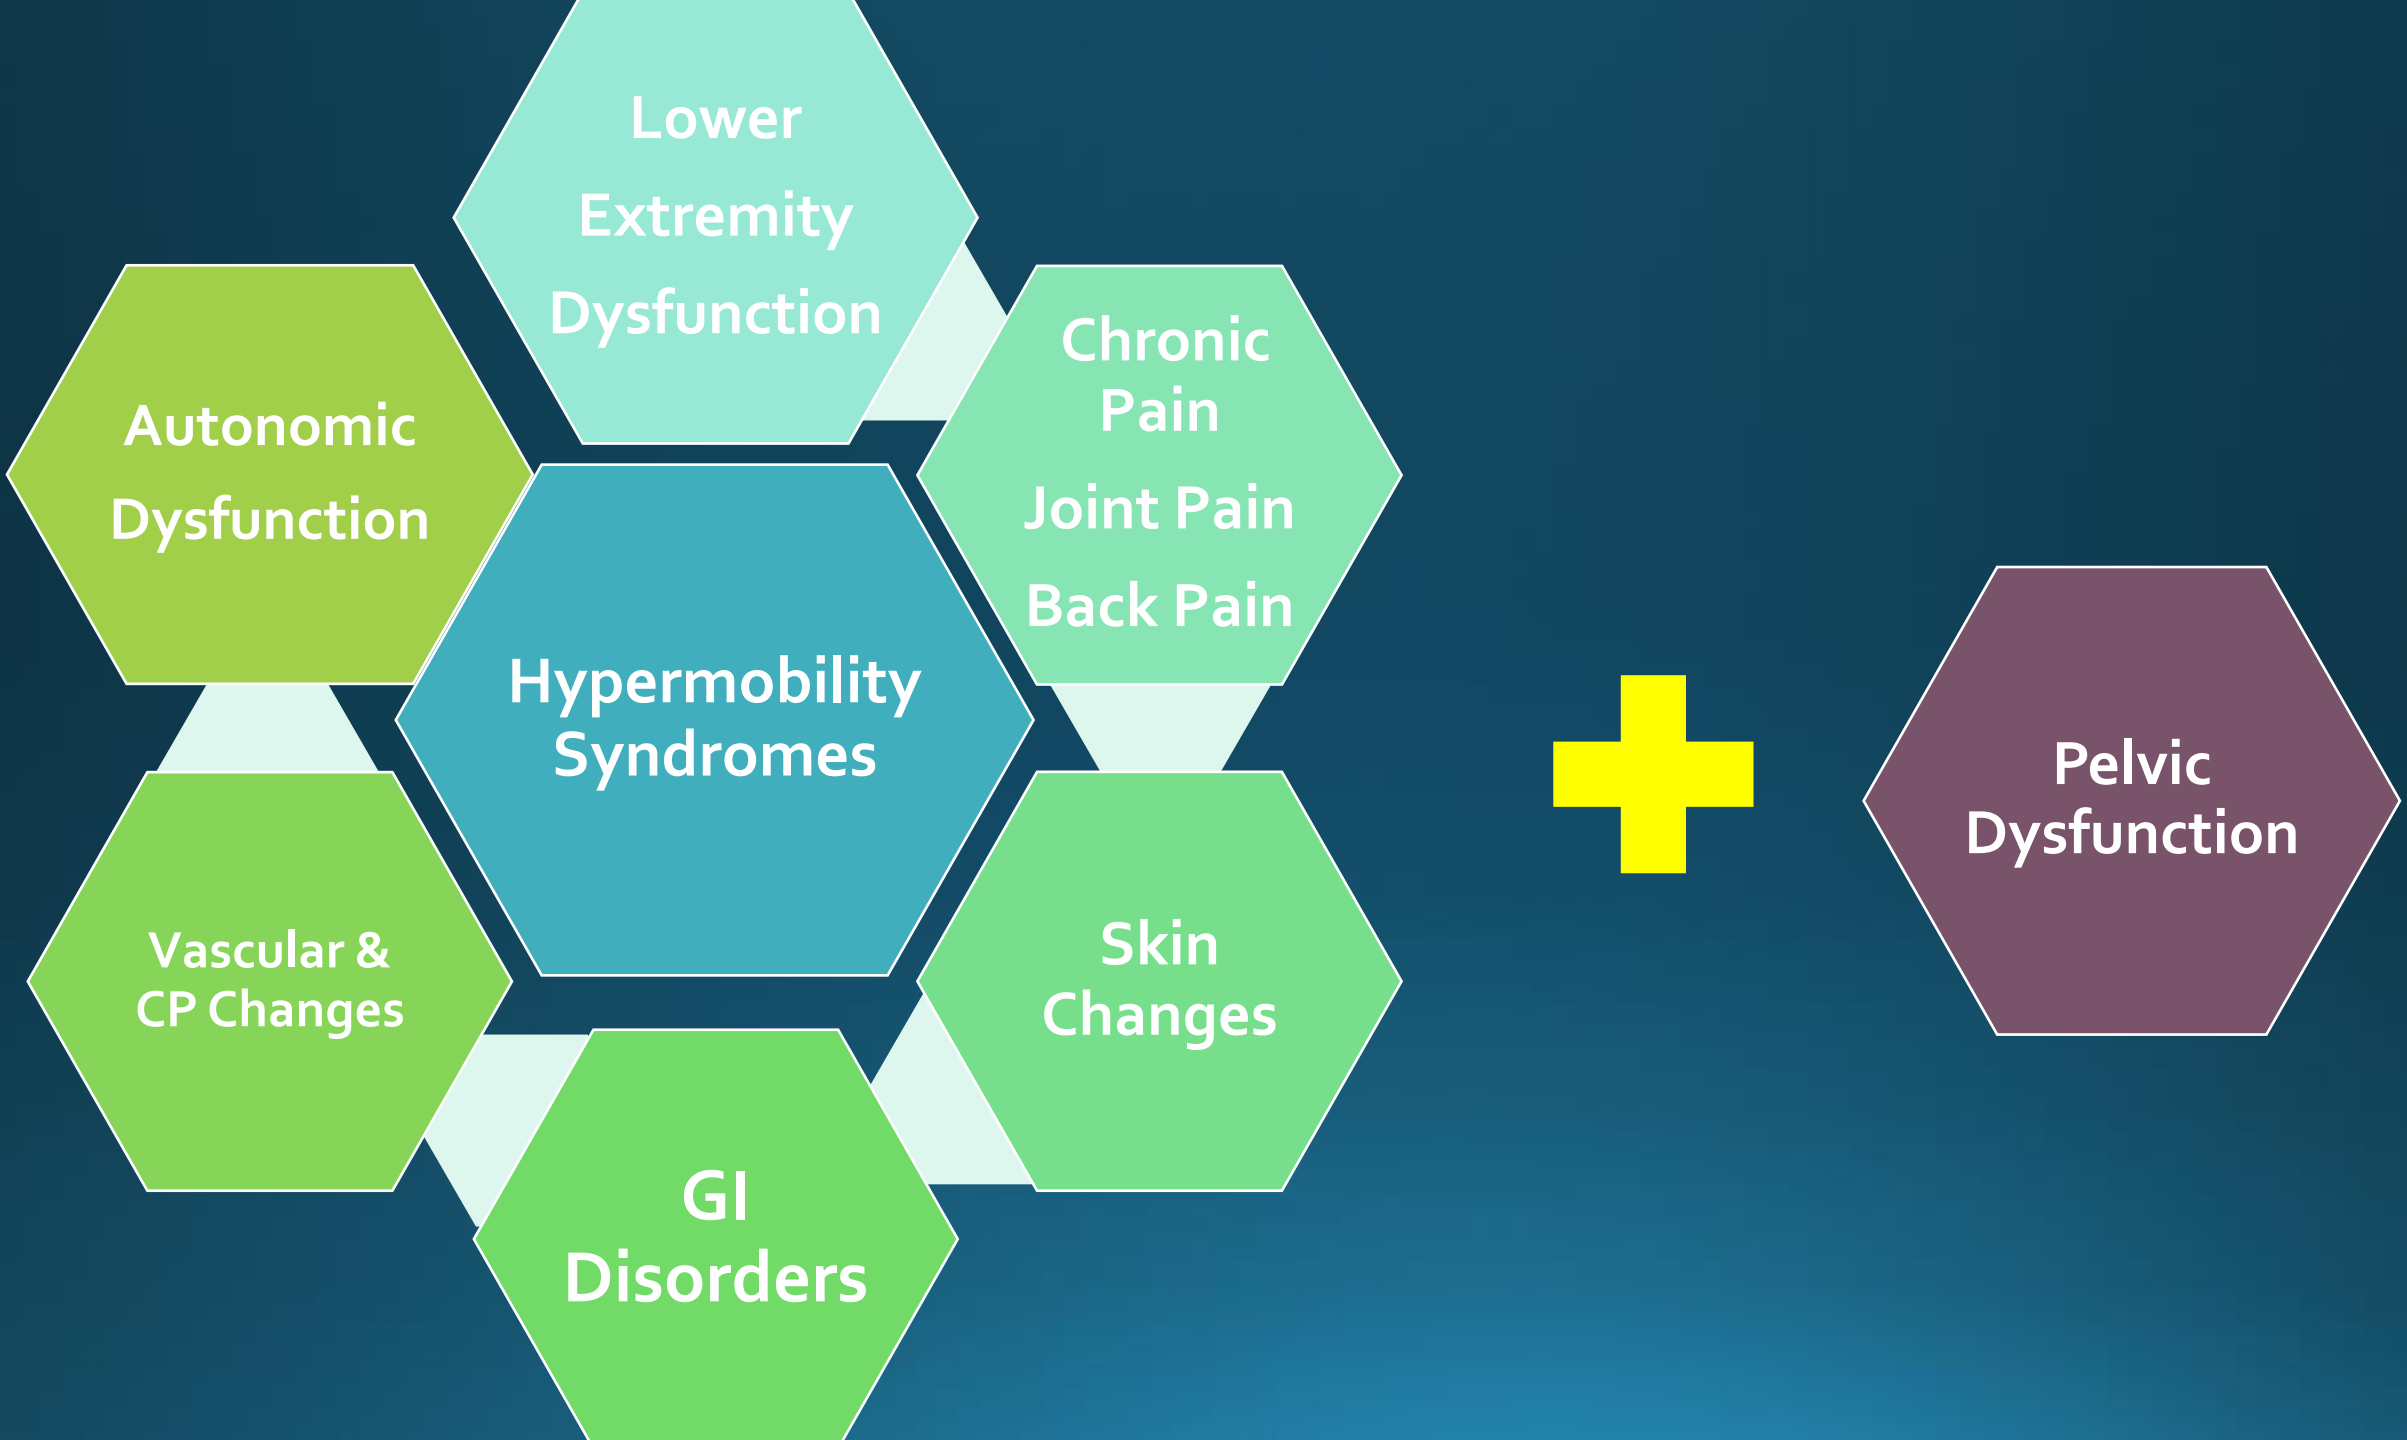 Lower
Extremity
Dysfunction
Chronic
Pain
Joint Pain
Back Pain
Autonomic
Dysfunction
Hypermobility
Syndromes
Vascular &
CP Changes
Skin
Changes
GI
Disorders
Pelvic
Dysfunction